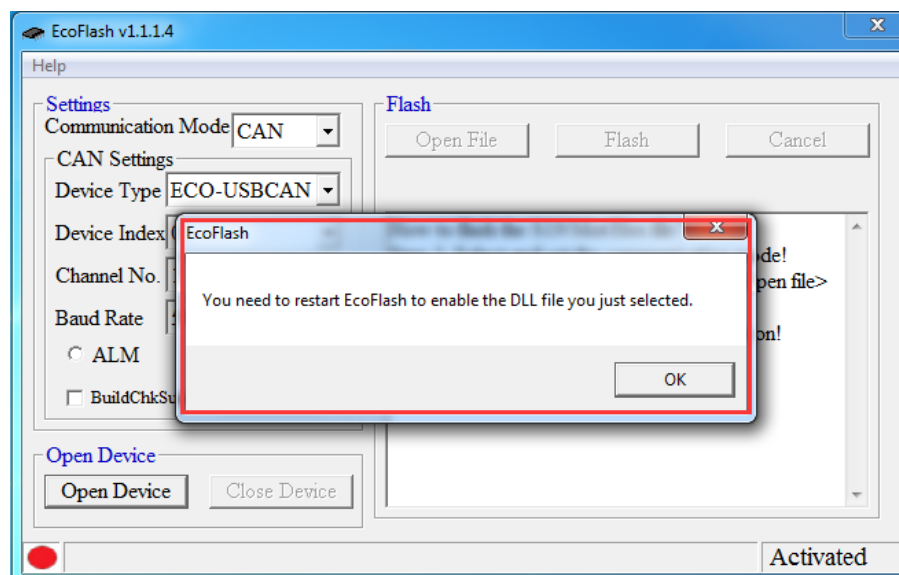 EcoFlash v1.1.1.4
Help
Settings
Communication Mode CAN
CAN Settings
Device Type ECO-USBCAN
Device Index
Channel No.
Baud Rate
ALM
BuildChkSu
Open Device
Open Device Close Device
Flash
Open File Flash Cancel
ode!
pen file>
on!
EcoFlash
You need to restart EcoFlash to enable the DLL file you just selected.
OK
Activated